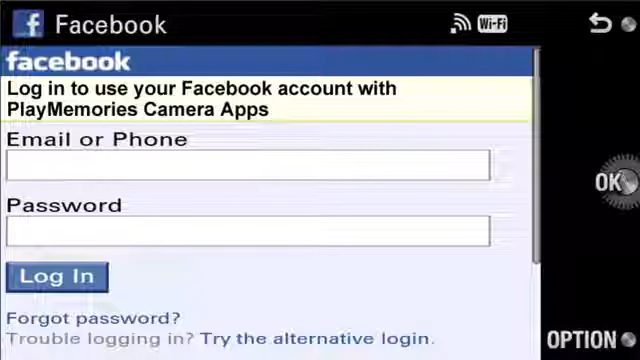 f Facebook Wi-Fi
facebook
Log in to use your Facebook account with
PlayMemories Camera Apps
Email or Phone
OK
Password
Log In
Forgot password?
Trouble logging in? Try the alternative login.
OPTION